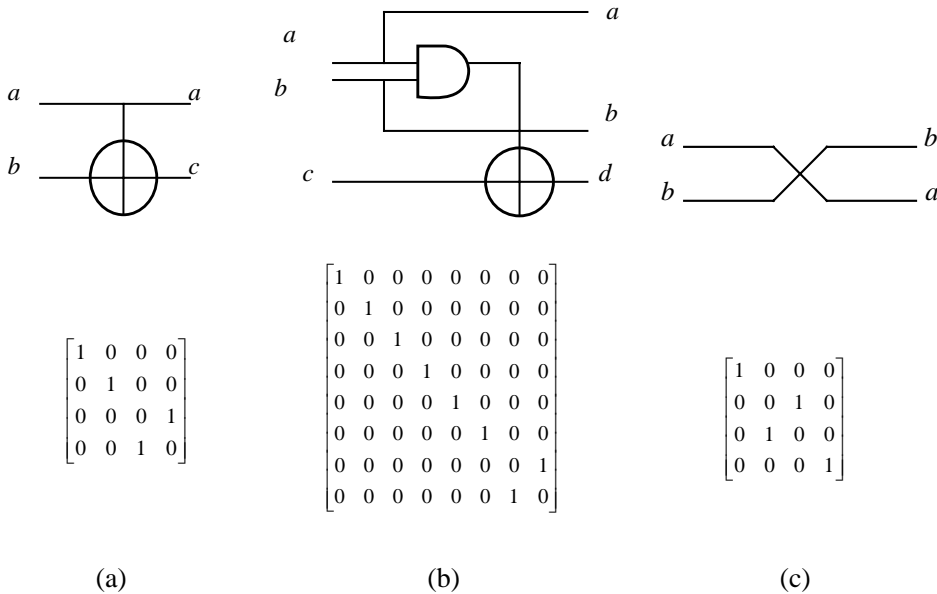 a
a
b
c
a
a
b
b
c
d
a
b
b
a
1 0 0 0
0 1 0 0
0 0 0 1
0 0 1 0
1 0 0 0 0 0 0 0
0 1 0 0 0 0 0 0
0 0 1 0 0 0 0 0
0 0 0 1 0 0 0 0
0 0 0 0 1 0 0 0
0 0 0 0 0 1 0 0
0 0 0 0 0 0 0 1
0 0 0 0 0 0 1 0
1 0 0 0
0 0 1 0
0 1 0 0
0 0 0 1
(a) (b) (c)